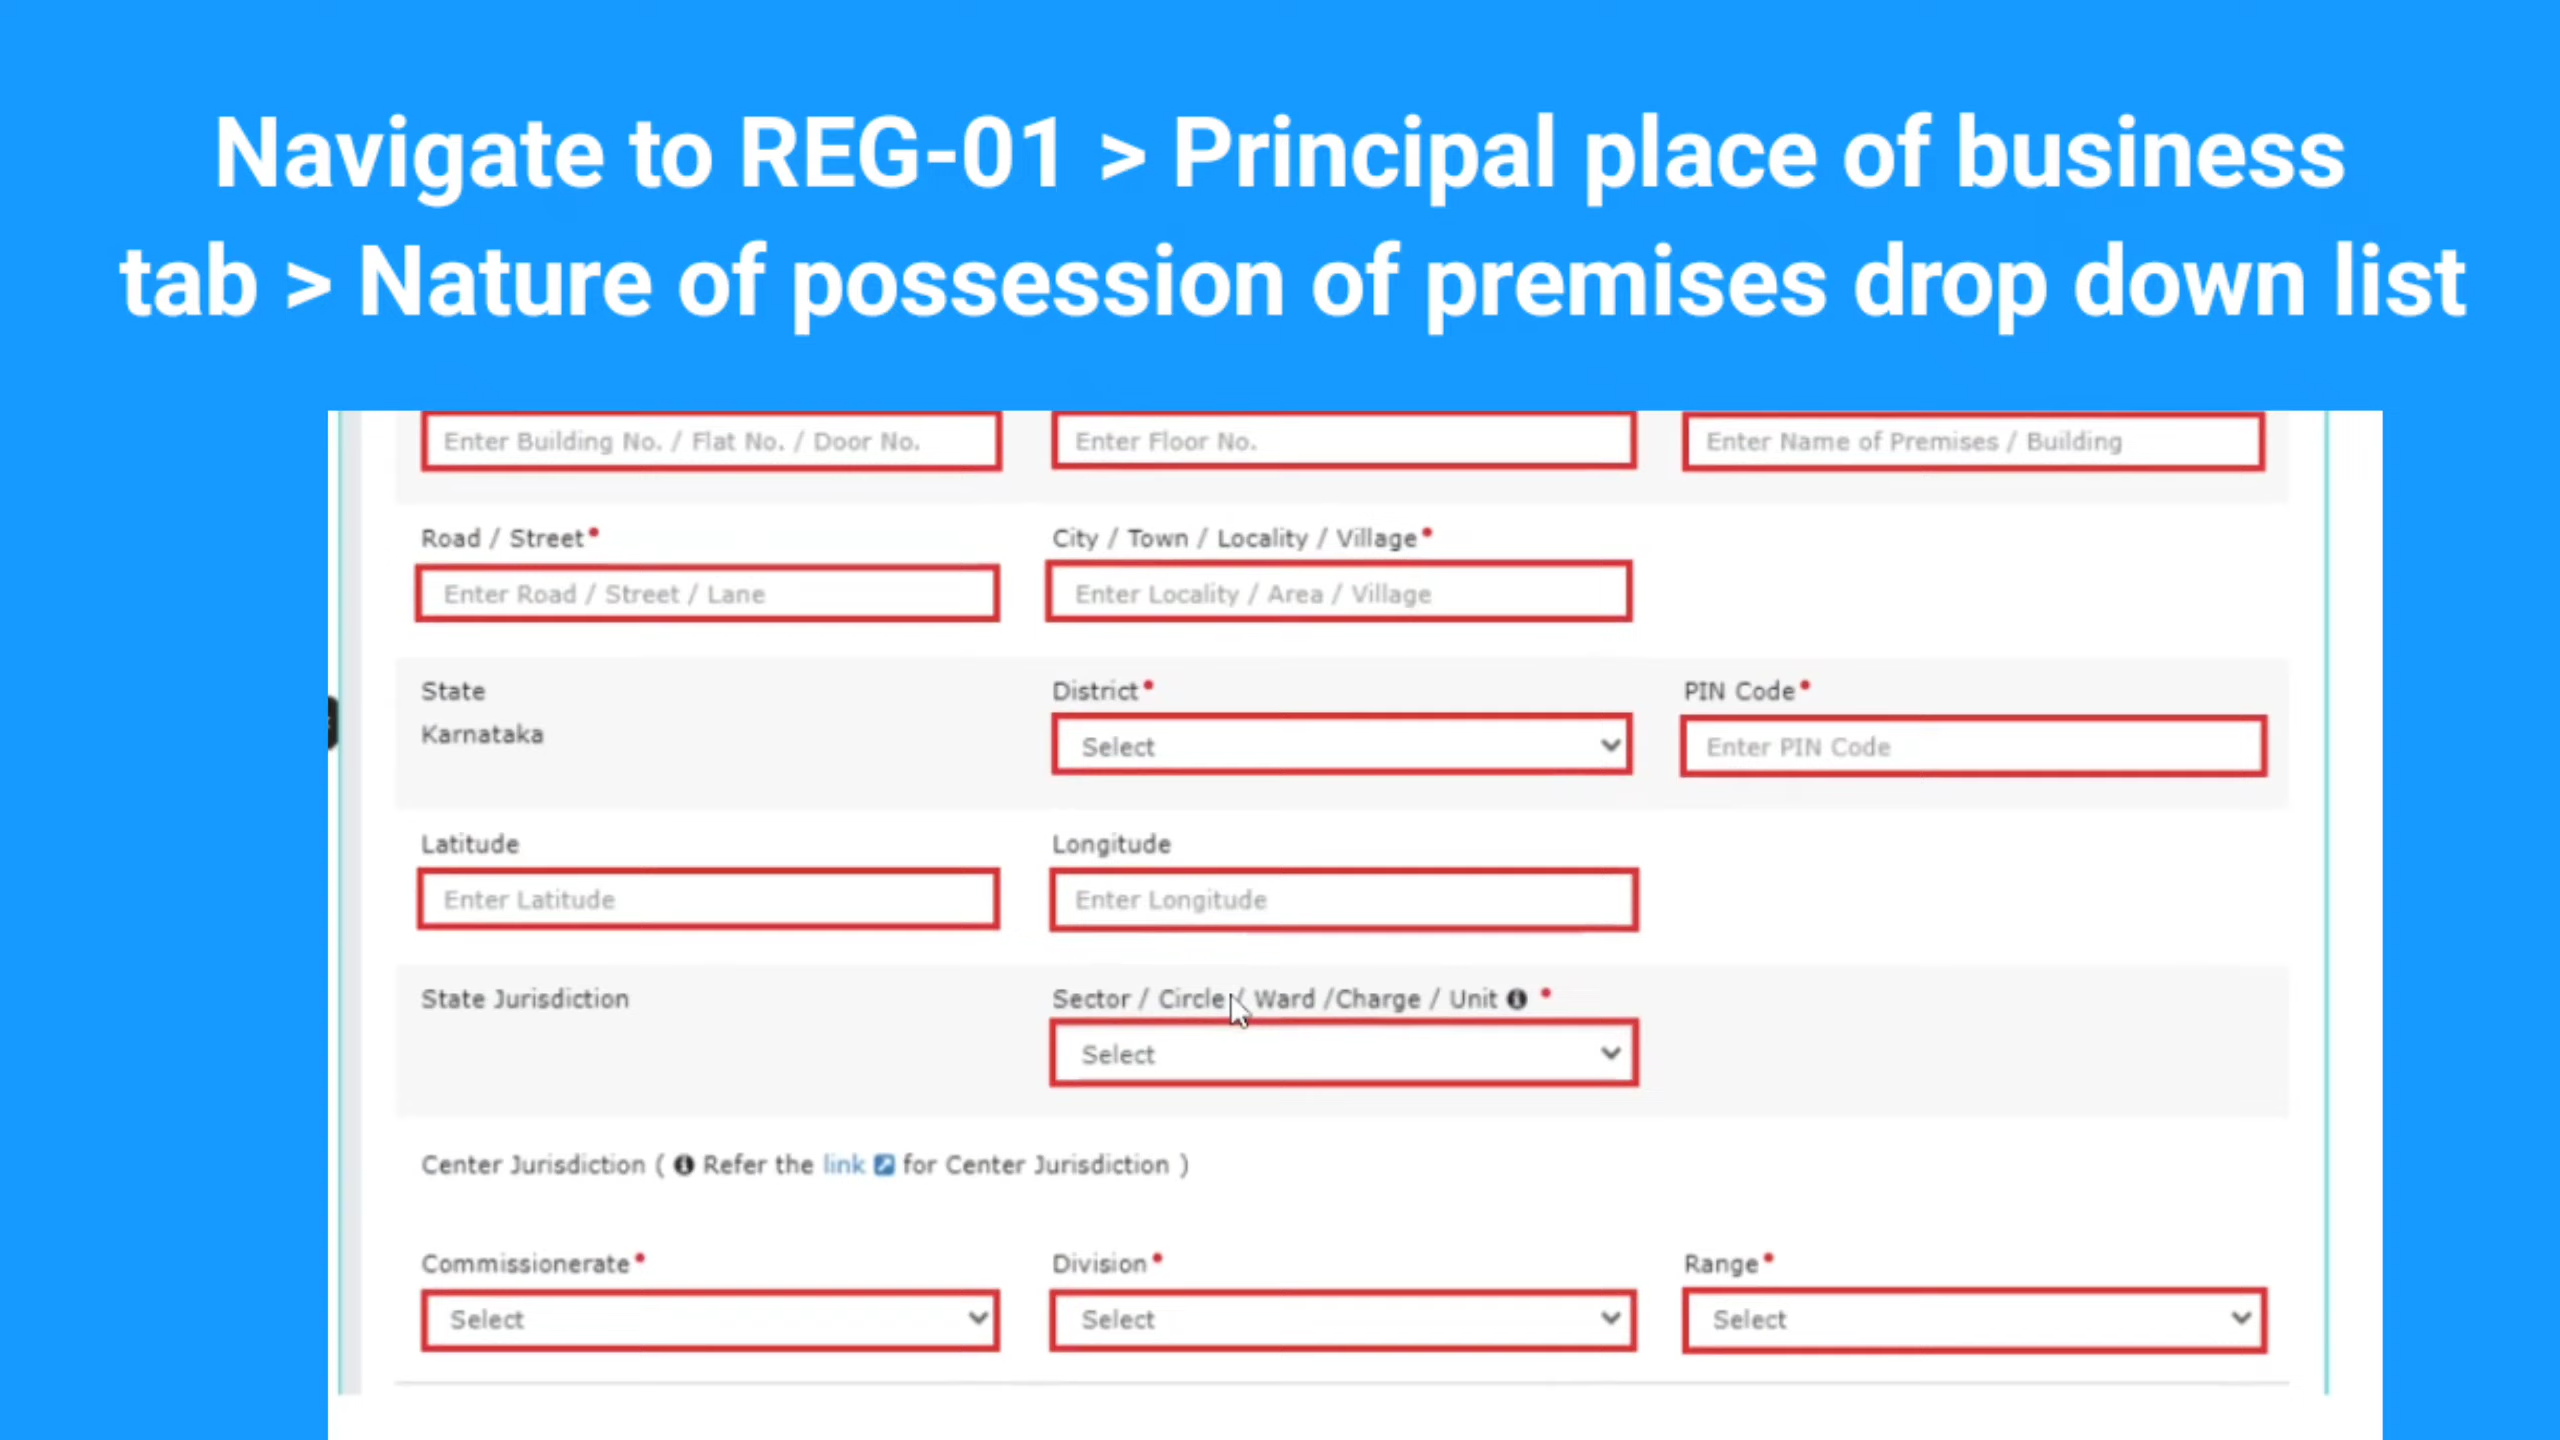 Navigate to REG-01 > Principal place of business
tab > Nature of possession of premises drop down list
Enter Building No. / Flat No. / Door No.
Enter Floor No.
Enter Name of Premises / Building
Road / Street•
City / Town / Locality / Village•
Enter Road / Street / Lane
Enter Locality / Area / Village
State
District•
PIN Code•
Karnataka
Select
Enter PIN Code
Latitude
Longitude
Enter Latitude
Enter Longitude
State Jurisdiction
Sector / Circle / Ward /Charge / Unit •
Select
Center Jurisdiction ( Refer the link for Center Jurisdiction )
Commissionerate•
Division•
Range•
Select
Select
Select